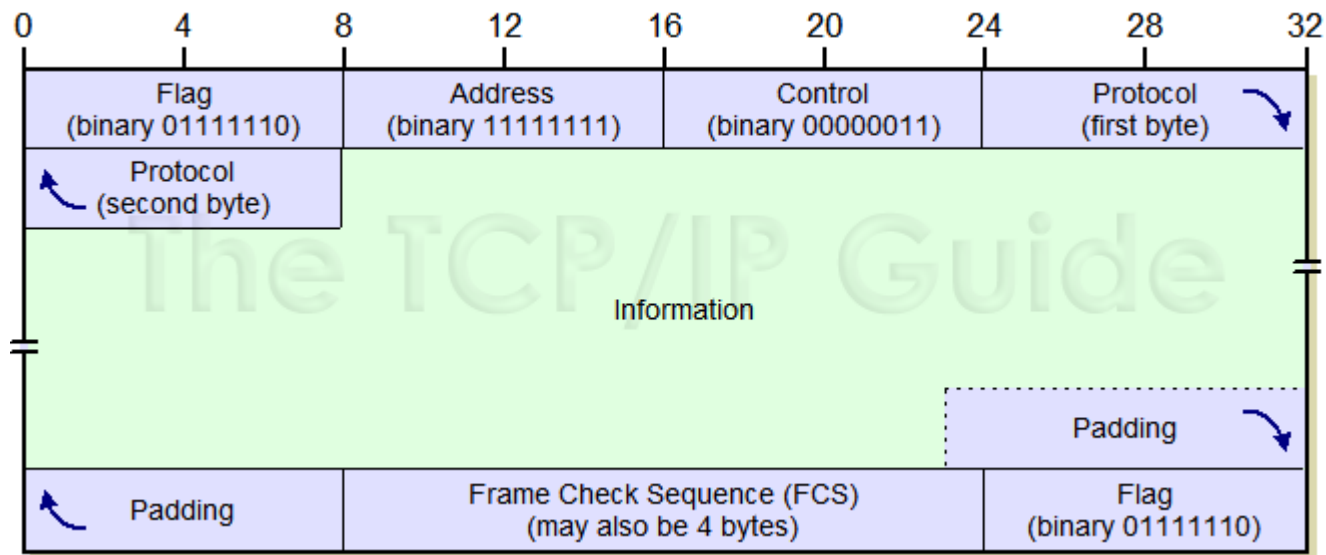 0 4 8 12 16 20 24 28 32
Flag Address Control Protocol
(binary 01111110) (binary 11111111) (binary 00000011) (first byte)
Protocol
(second byte)
The TCP/IP Guide
Information
Padding
Padding Frame Check Sequence (FCS) Flag
(may also be 4 bytes) (binary 01111110)